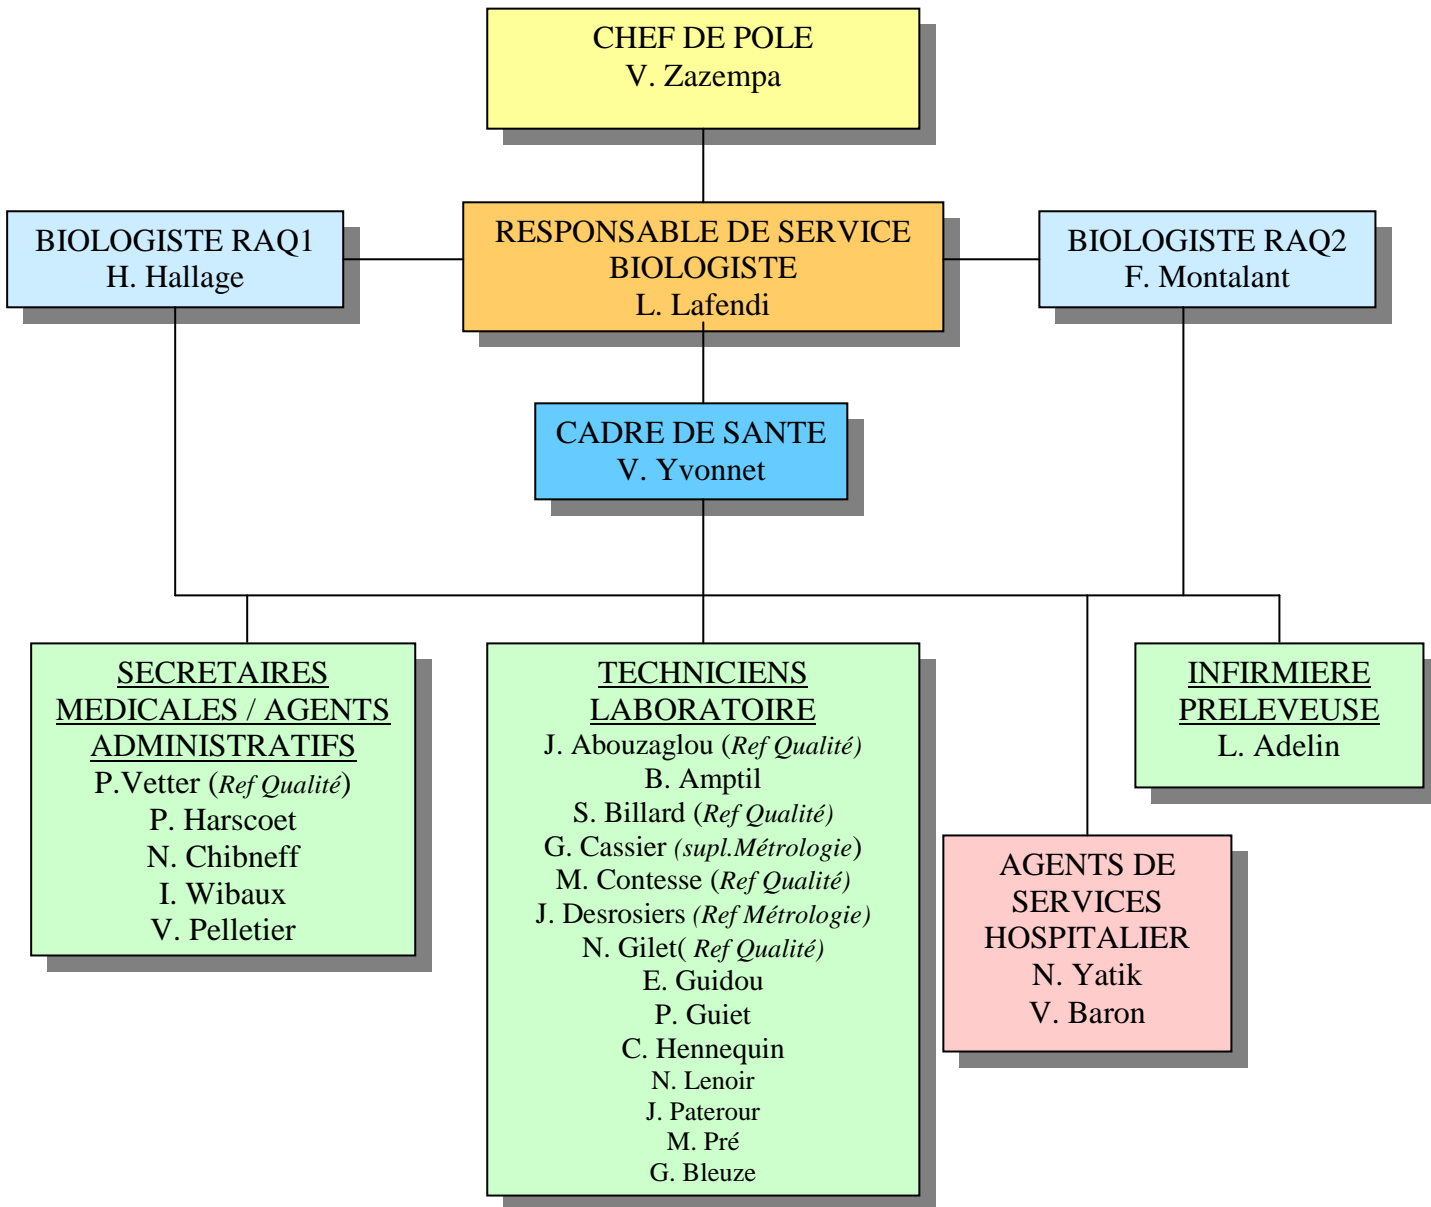 CHEF DE POLE
V. Zazempa
BIOLOGISTE RAQ1
H. Hallage
RESPONSABLE DE SERVICE
BIOLOGISTE
L. Lafendi
BIOLOGISTE RAQ2
F. Montalant
CADRE DE SANTE
V. Yvonnet
SECRETAIRES
MEDICALES / AGENTS
ADMINISTRATIFS
P.Vetter (Ref Qualité)
P. Harscoet
N. Chibneff
I. Wibaux
V. Pelletier
TECHNICIENS
LABORATOIRE
J. Abouzaglou (Ref Qualité)
B. Amptil
S. Billard (Ref Qualité)
G. Cassier (supl.Métrologie)
M. Contesse (Ref Qualité)
J. Desrosiers (Ref Métrologie)
N. Gilet( Ref Qualité)
E. Guidou
P. Guiet
C. Hennequin
N. Lenoir
J. Paterour
M. Pré
G. Bleuze
AGENTS DE
SERVICES
HOSPITALIER
N. Yatik
V. Baron
INFIRMIERE
PRELEVEUSE
L. Adelin